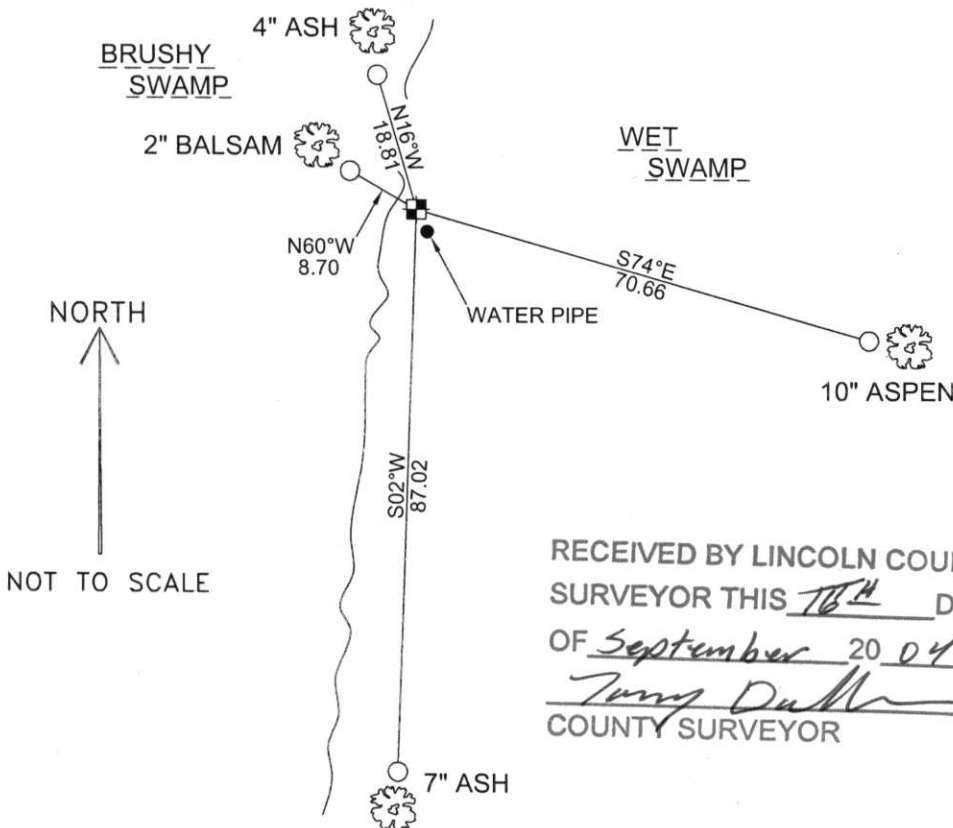 4" ASH
BRUSHY
SWAMP
2" BALSAM
N16°W
18.81
WET
SWAMP
N60°W
8.70
S74°E
70.66
WATER PIPE
NORTH
10" ASPEN
S02°W
87.02
NOT TO SCALE
7" ASH
RECEIVED BY LINCOLN COU
SURVEYOR THIS 16TH D
OF September 20 04
COUNTY SURVEYOR